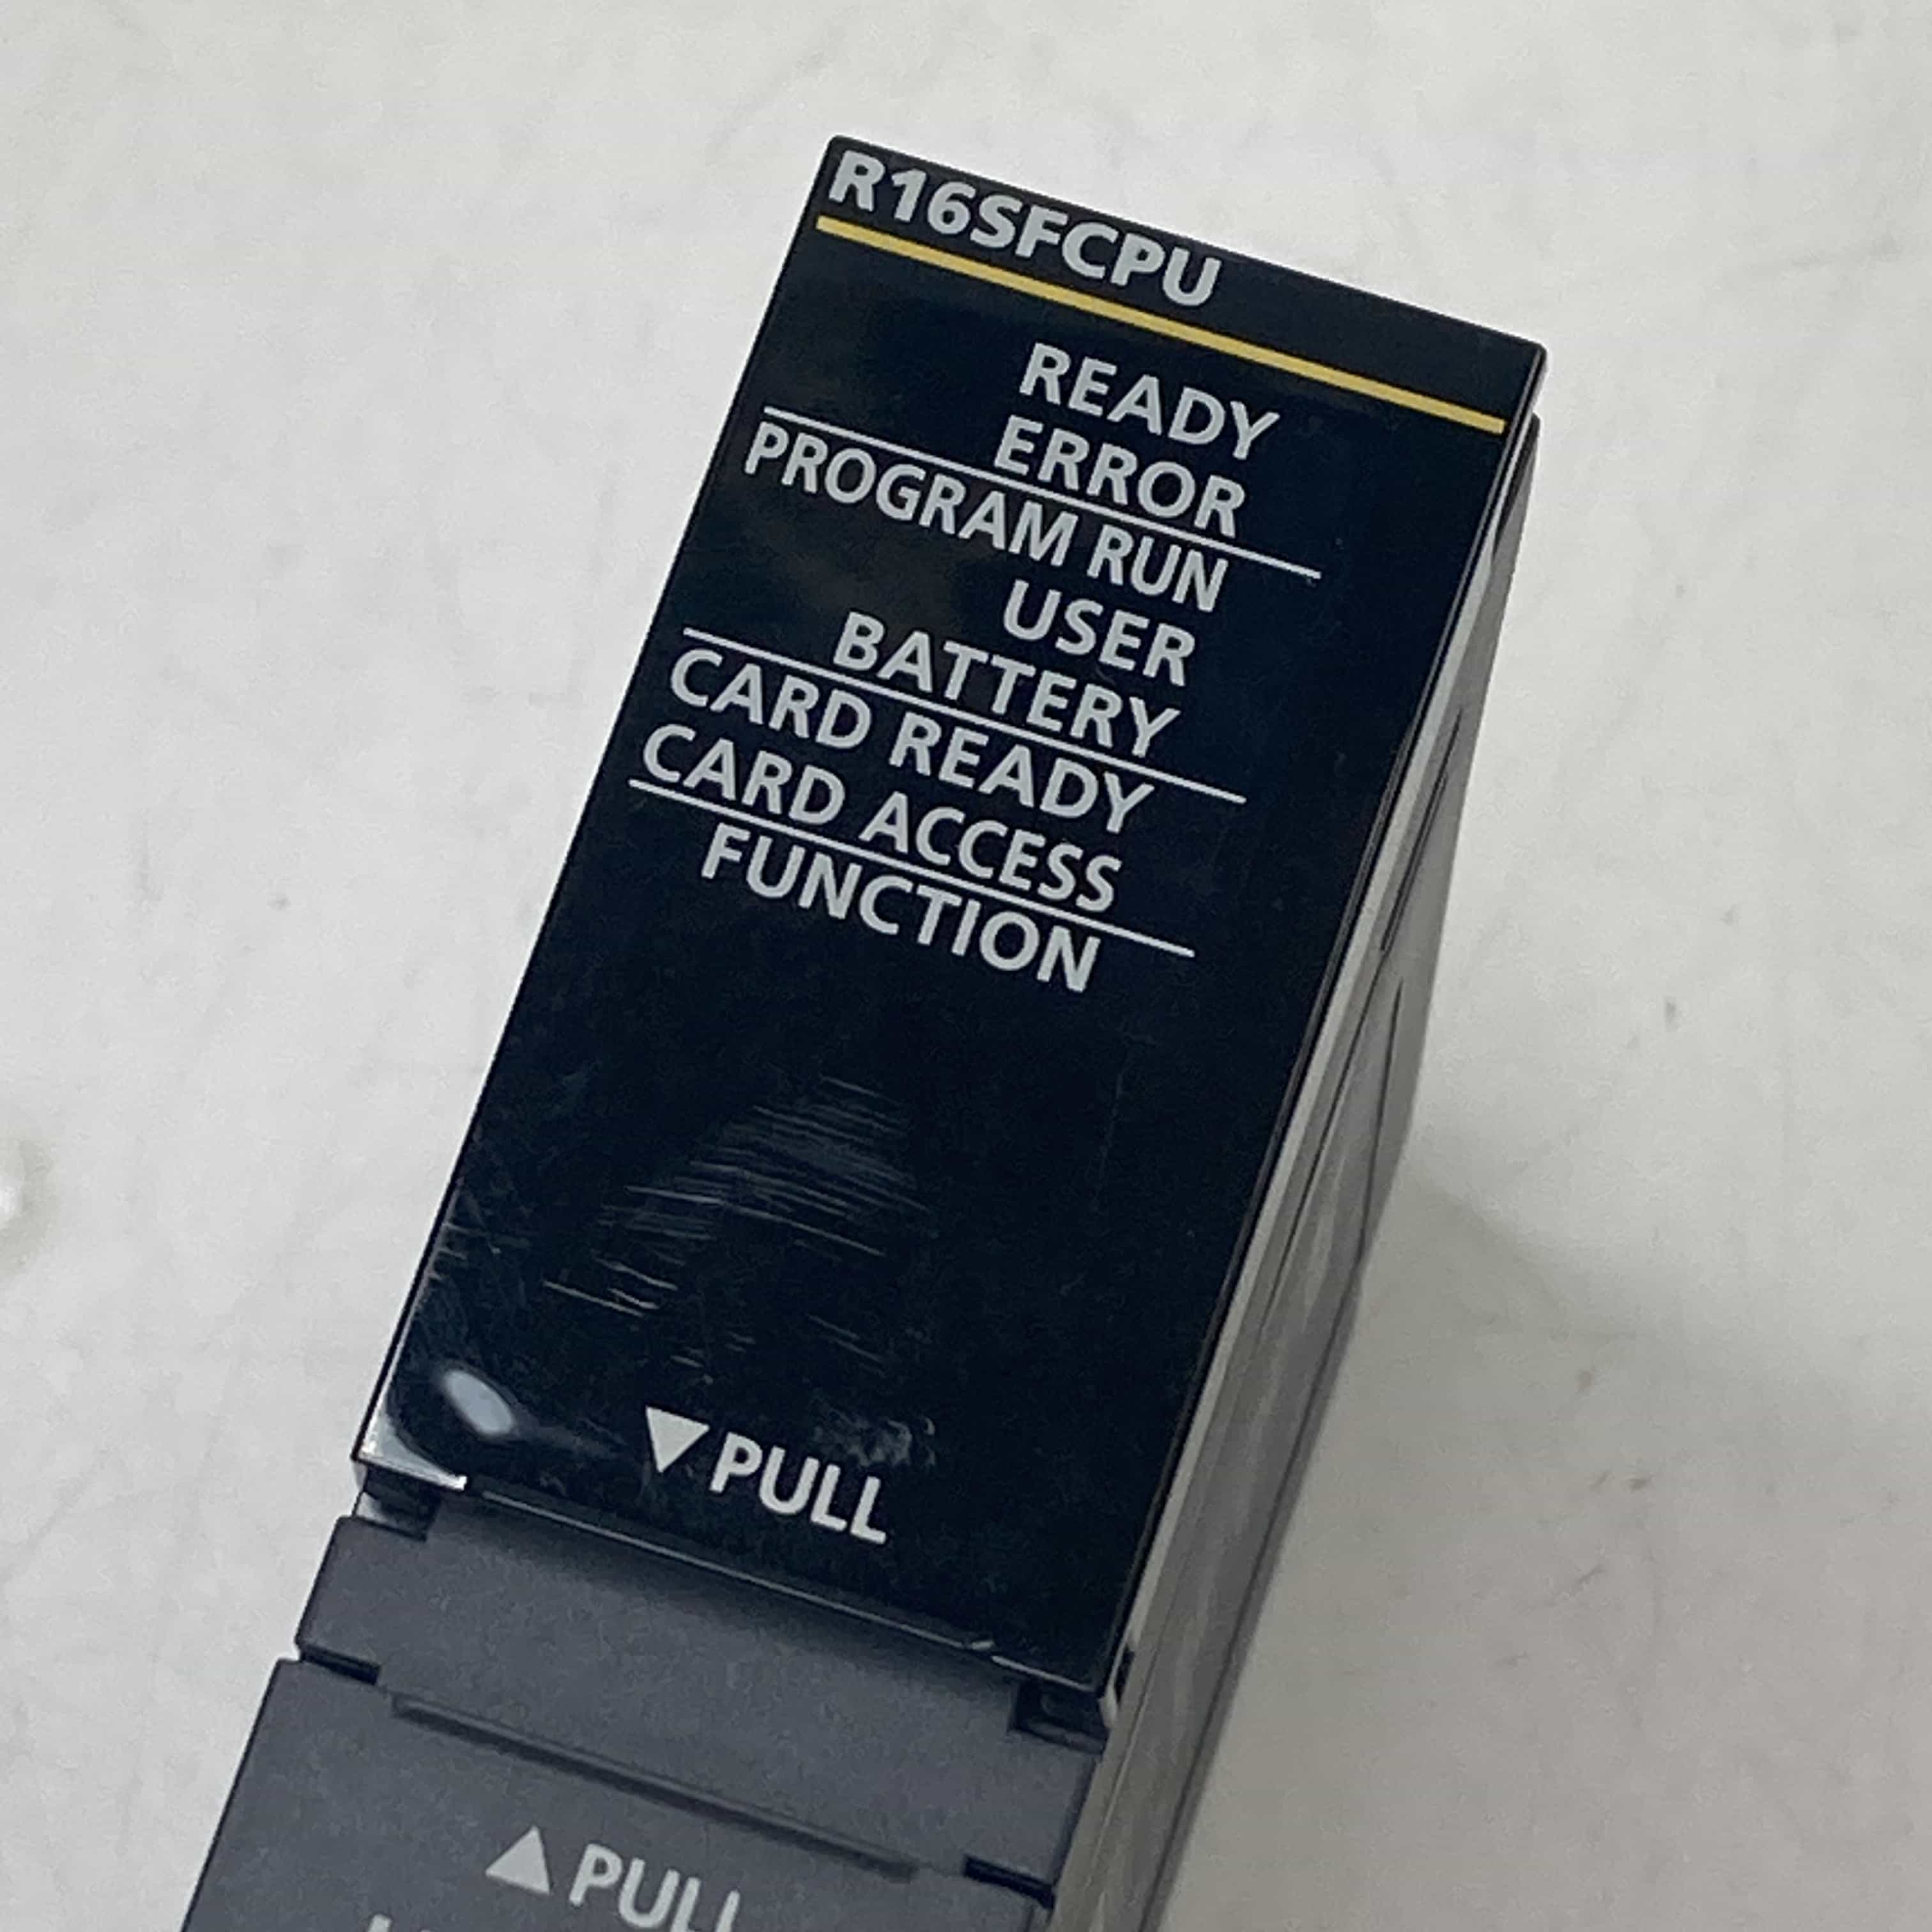 R16SFCPU
READY
ERROR
PROGRAM RUN
USER
BATTERY
CARD READY
CARD ACCESS
FUNCTION
▼PULL
▲PULL